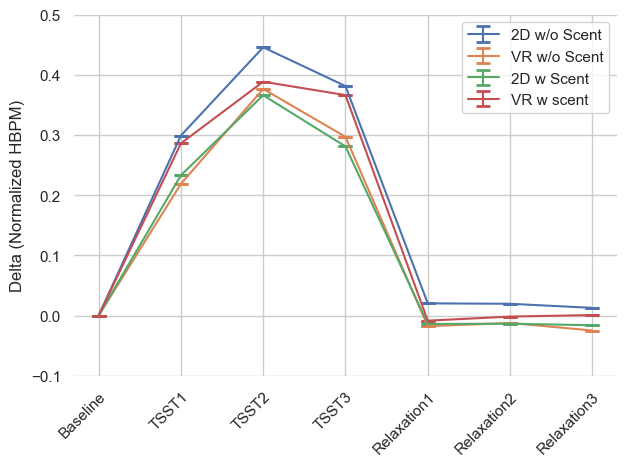 0.5
0.4
0.3
0.2
0.1
0.0
−0.1
Delta (Normalized HBPM)
2D w/o Scent
VR w/o Scent
2D w Scent
VR w scent
Baseline
TSST1
TSST2
TSST3
Relaxation1
Relaxation2
Relaxation3